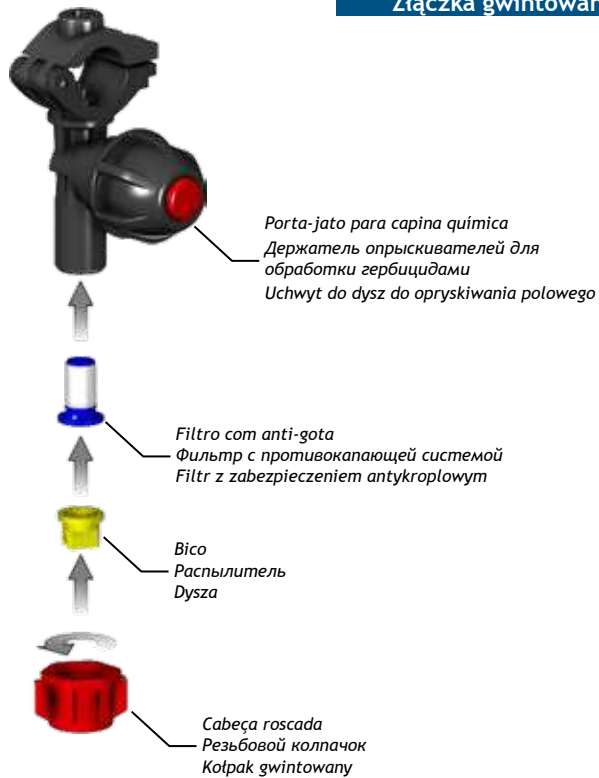 Złączka
Porta-jato para capina química
Держатель опрыскивателей для
обработки гербицидами
Uchwyt do dysz do opryskiwania polowego
Filtro com anti-gota
Фильтр с противокапающей системой
Filtr z zabezpieczeniem antykroplowym
Bico
Распылитель
Dysza
Cabeça roscada
Резьбовой колпачок
Kołpak gwintowany